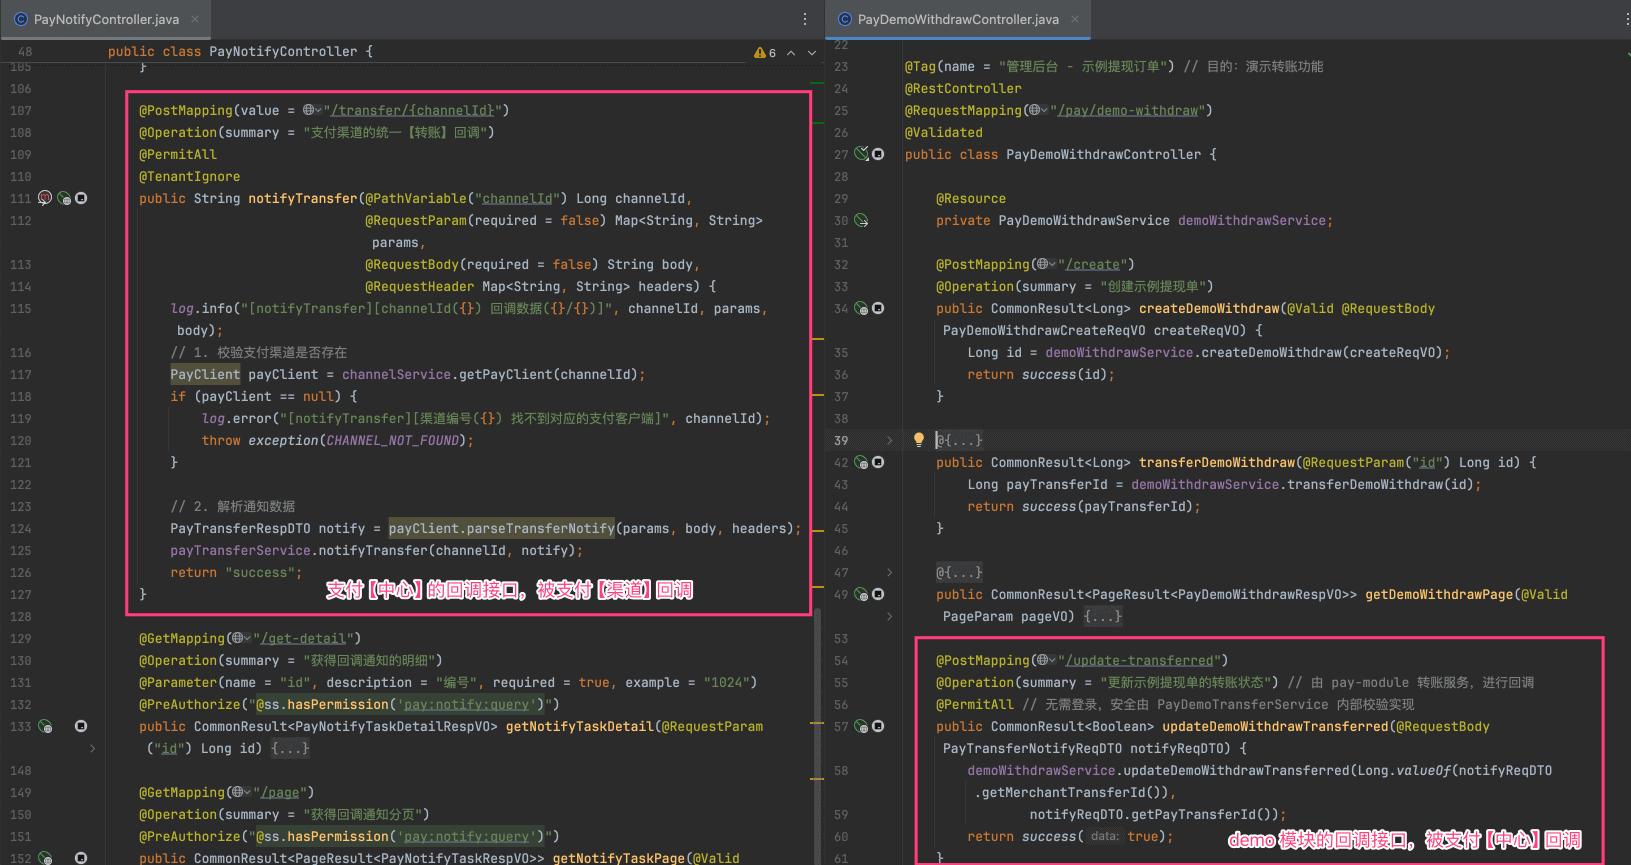 PayNotifyController.java
48 public class PayNotifyController {
6
105 }
106
107 @PostMapping(value = "/transfer/{channelId}")
108 @Operation(summary = "支付渠道的统一【转账】回调")
109 @PermitAll
110 @TenantIgnore
111 public String notifyTransfer(@PathVariable("channelId") Long channelId,
112 @RequestParam(required = false) Map<String, String>
params,
113 @RequestBody(required = false) String body,
114 @RequestHeader Map<String, String> headers) {
115 log.info("[notifyTransfer][channelId({}) 回调数据({}/{})]", channelId, params,
body);
116 // 1. 校验支付渠道是否存在
117 PayClient payClient = channelService.getPayClient(channelId);
118 if (payClient == null) {
119 log.error("[notifyTransfer][渠道编号({}) 找不到对应的支付客户端]", channelId);
120 throw exception(CHANNEL_NOT_FOUND);
121 }
122
123 // 2. 解析通知数据
124 PayTransferRespDTO notify = payClient.parseTransferNotify(params, body, headers);
125 payTransferService.notifyTransfer(channelId, notify);
126 return "success";
支付【中心】的回调接口，被支付【渠道】回调
127 }
128
129 @GetMapping("/get-detail")
130 @Operation(summary = "获得回调通知的明细")
131 @Parameter(name = "id", description = "编号", required = true, example = "1024")
132 @PreAuthorize("@ss.hasPermission('pay:notify:query')")
133 public CommonResult<PayNotifyTaskDetailRespVO> getNotifyTaskDetail(@RequestParam
("id") Long id) {...}
148
149 @GetMapping("/page")
150 @Operation(summary = "获得回调通知分页")
151 @PreAuthorize("@ss.hasPermission('pay:notify:query')")
152 public CommonResult<PageResult<PayNotifyTaskRespVO>> getNotifyTaskPage(@Valid
PayDemoWithdrawController.java
22
23 @Tag(name = "管理后台 - 示例提现订单") // 目的：演示转账功能
24 @RestController
25 @RequestMapping("/pay/demo-withdraw")
26 @Validated
27 public class PayDemoWithdrawController {
28
29 @Resource
30 private PayDemoWithdrawService demoWithdrawService;
31
32 @PostMapping("/create")
33 @Operation(summary = "创建示例提现单")
34 public CommonResult<Long> createDemoWithdraw(@Valid @RequestBody
PayDemoWithdrawCreateReqVO createReqVO) {
35 Long id = demoWithdrawService.createDemoWithdraw(createReqVO);
36 return success(id);
37 }
38
39 @{...}
42 public CommonResult<Long> transferDemoWithdraw(@RequestParam("id") Long id) {
43 Long payTransferId = demoWithdrawService.transferDemoWithdraw(id);
44 return success(payTransferId);
45 }
46
47 @{...}
49 public CommonResult<PageResult<PayDemoWithdrawRespVO>> getDemoWithdrawPage(@Valid
PageParam pageVO) {...}
53
54 @PostMapping("/update-transferred")
55 @Operation(summary = "更新示例提现单的转账状态") // 由 pay-module 转账服务，进行回调
56 @PermitAll // 无需登录，安全由 PayDemoTransferService 内部校验实现
57 public CommonResult<Boolean> updateDemoWithdrawTransferred(@RequestBody
PayTransferNotifyReqDTO notifyReqDTO) {
58 demoWithdrawService.updateDemoWithdrawTransferred(Long.valueOf(notifyReqDTO
.getMerchantTransferId()),
59 notifyReqDTO.getPayTransferId());
60 return success( data: true);
demo 模块的回调接口，被支付【中心】回调
61 }